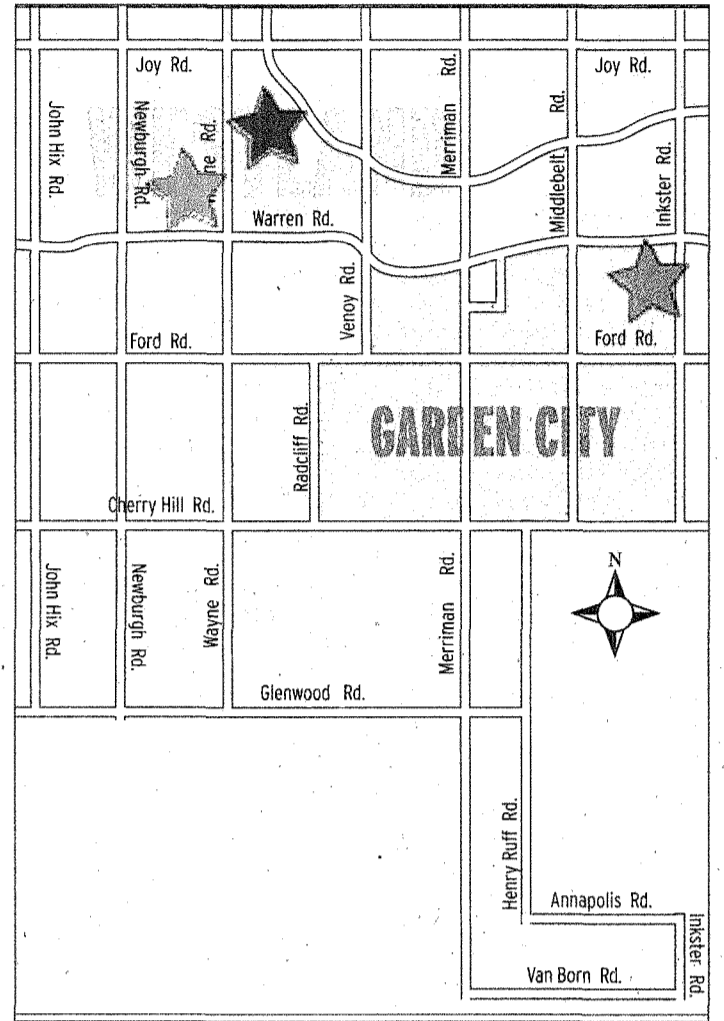 Joy Rd.
Joy Rd.
John Hix Rd.
Newburgh Rd.
ne Rd.
Merriman Rd.
Middlebelt Rd.
Inkster Rd.
Warren Rd.
Venoy Rd.
Ford Rd.
Ford Rd.
Radcliff Rd.
GARDEN CITY
Cherry Hill Rd.
John Hix Rd.
Newburgh Rd.
Wayne Rd.
Merriman Rd.
N
Glenwood Rd.
Henry Ruff Rd.
Annapolis Rd.
Inkster Rd.
Van Born Rd.